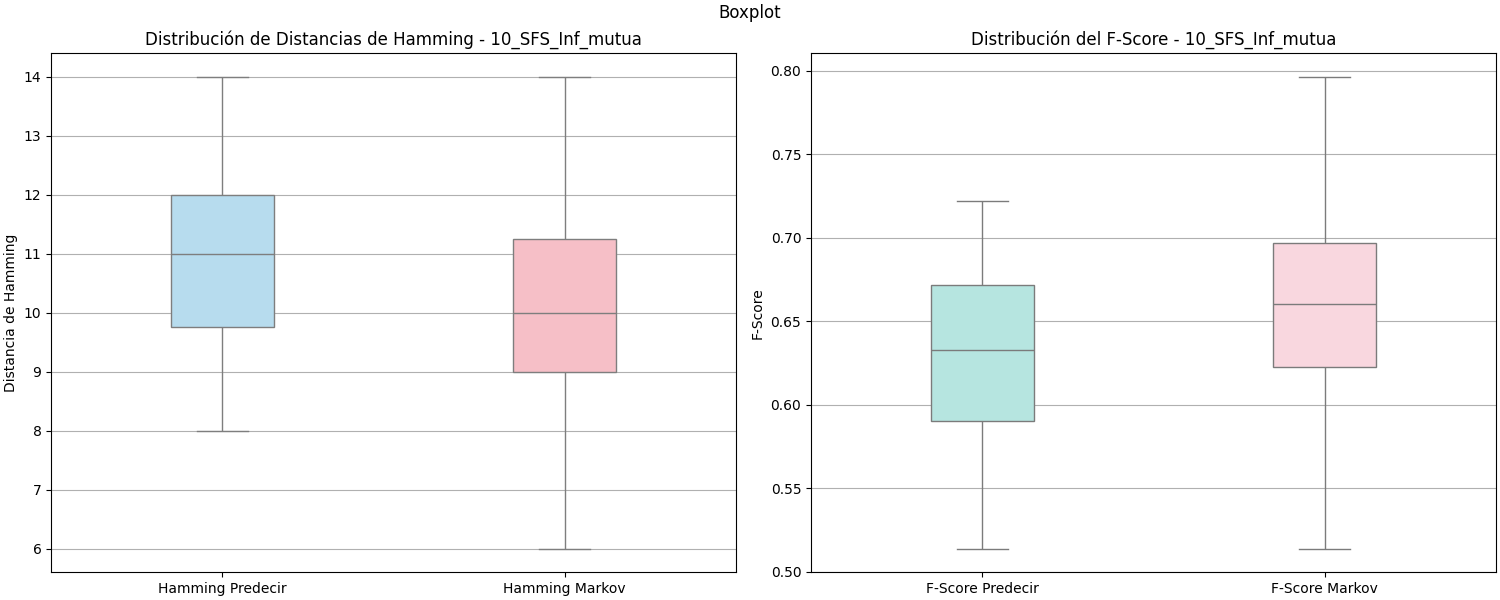 Boxplot
Distribución de Distancias de Hamming - 10_SFS_Inf_mutua
Distancia de Hamming
14
13
12
11
10
9
8
7
6
Hamming Predecir
Hamming Markov
Distribución del F-Score - 10_SFS_Inf_mutua
F-Score
0.80
0.75
0.70
0.65
0.60
0.55
0.50
F-Score Predecir
F-Score Markov